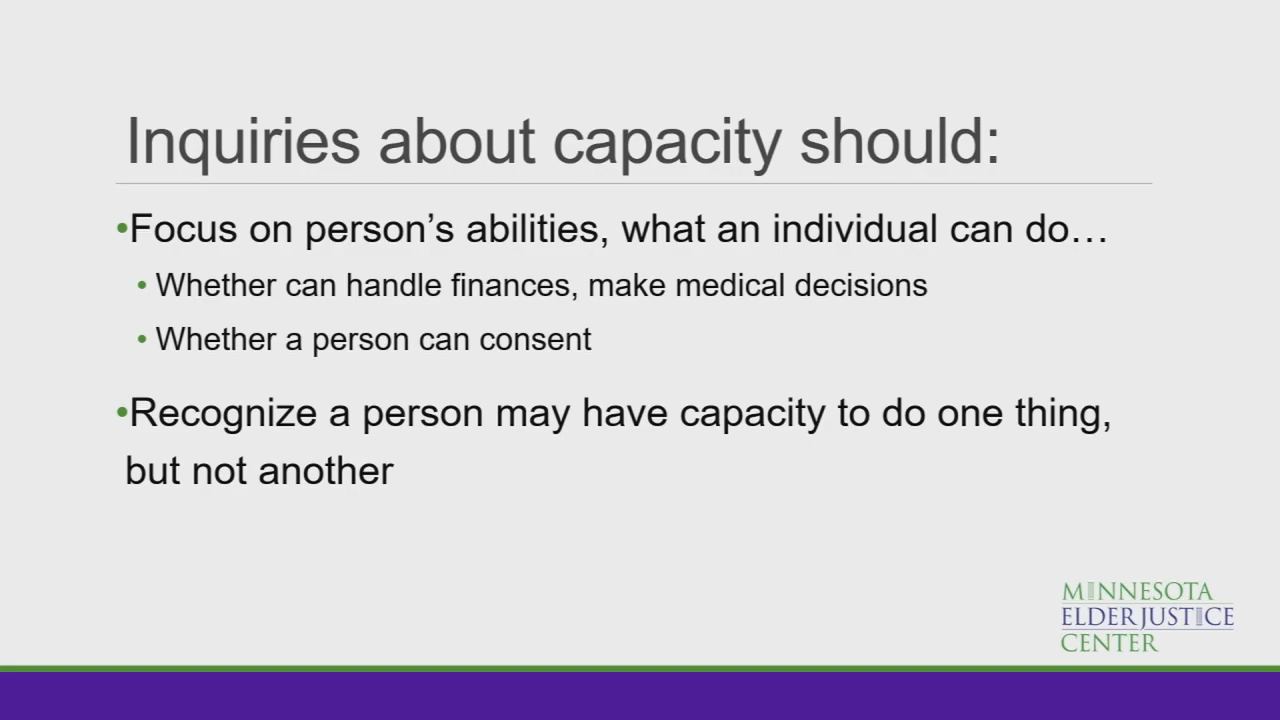 Inquiries about capacity should:
•Focus on person’s abilities, what an individual can do…
• Whether can handle finances, make medical decisions
• Whether a person can consent
•Recognize a person may have capacity to do one thing,
but not another
MINNESOTA
ELDER JUSTICE
CENTER